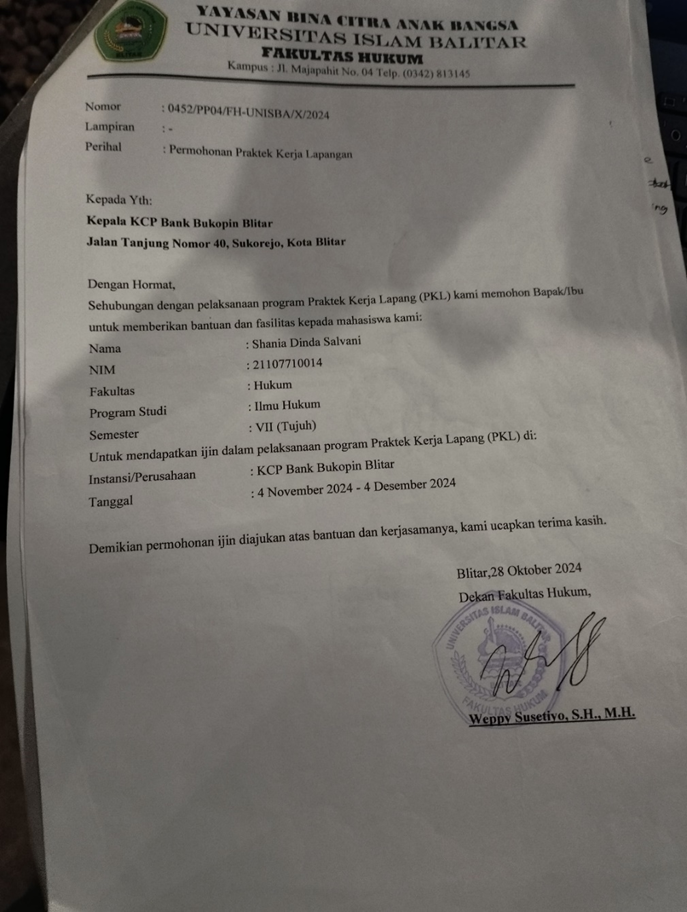 YAYASAN BINA CITRA ANAK BANGSA
UNIVERSITAS ISLAM BALITAR
FAKULTAS HUKUM
Kampus : Jl. Majapahit No. 04 Telp. (0342) 813145
Nomor : 0452/PP04/FH-UNISBA/X/2024
Lampiran : -
Perihal : Permohonan Praktek Kerja Lapangan
Kepada Yth:
Kepala KCP Bank Bukopin Blitar
Jalan Tanjung Nomor 40, Sukorejo, Kota Blitar
Dengan Hormat,
Sehubungan dengan pelaksanaan program Praktek Kerja Lapang (PKL) kami memohon Bapak/Ibu
untuk memberikan bantuan dan fasilitas kepada mahasiswa kami:
Nama : Shania Dinda Salvani
NIM : 21107710014
Fakultas : Hukum
Program Studi : Ilmu Hukum
Semester : VII (Tujuh)
Untuk mendapatkan ijin dalam pelaksanaan program Praktek Kerja Lapang (PKL) di:
Instansi/Perusahaan : KCP Bank Bukopin Blitar
Tanggal : 4 November 2024 - 4 Desember 2024
Demikian permohonan ijin diajukan atas bantuan dan kerjasamanya, kami ucapkan terima kasih.
Blitar,28 Oktober 2024
Dekan Fakultas Hukum,
UNIVERSITAS ISLAM BALITAR
FAKULTAS HUKUM
Weppy Susetiyo, S.H., M.H.